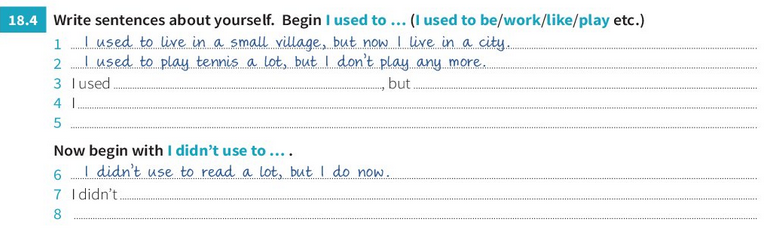 18.4 Write sentences about yourself. Begin I used to ... (I used to be/work/like/play etc.)
1 I used to live in a small village, but now I live in a city.
2 I used to play tennis a lot, but I don't play any more.
3 I used ........, but ........
4 I ........
5 ........
Now begin with I didn't use to ... .
6 I didn't use to read a lot, but I do now.
7 I didn't ........
8 ........